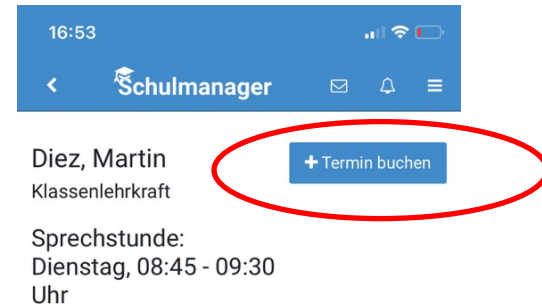 16:53
Schulmanager
Diez, Martin
+ Termin buchen
Klassenlehrkraft
Sprechstunde:
Dienstag, 08:45 - 09:30
Uhr